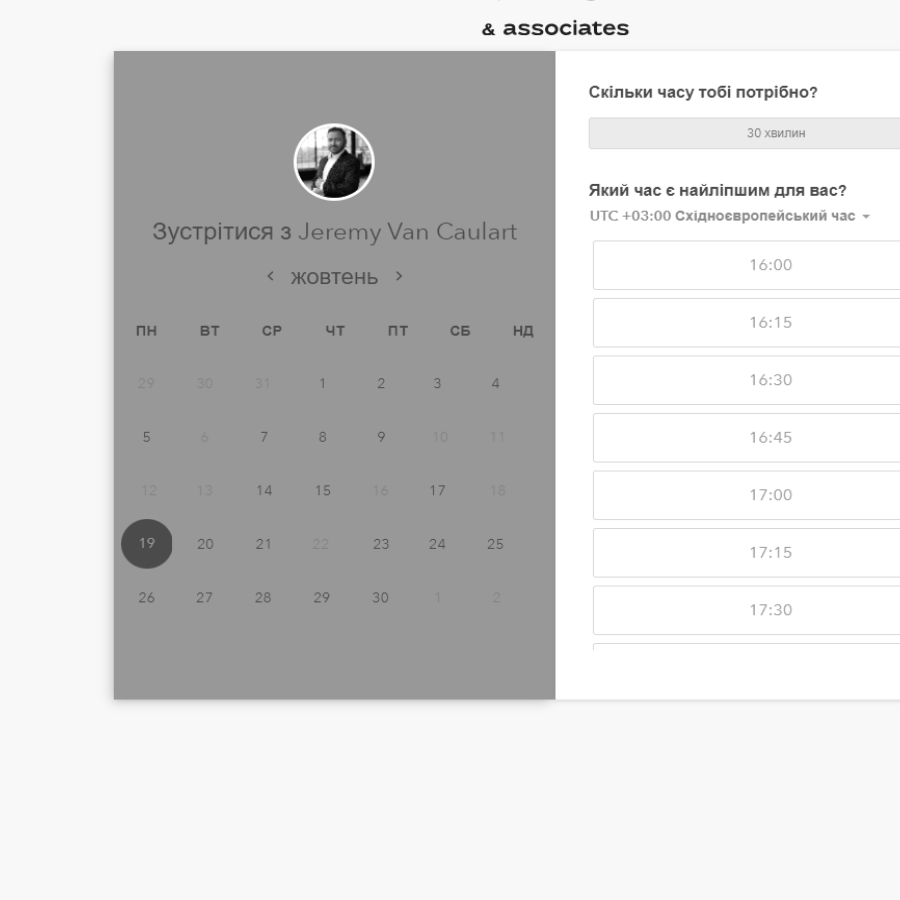 & associates
Зустрітися з Jeremy Van Caulart
жовтень
ПН ВТ СР ЧТ ПТ СБ НД
29 30 31 1 2 3 4
5 6 7 8 9 10 11
12 13 14 15 16 17 18
19 20 21 22 23 24 25
26 27 28 29 30 1 2
Скільки часу тобі потрібно?
30 хвилин
Який час є найліпшим для вас?
UTC +03:00 Східноєвропейський час
16:00
16:15
16:30
16:45
17:00
17:15
17:30